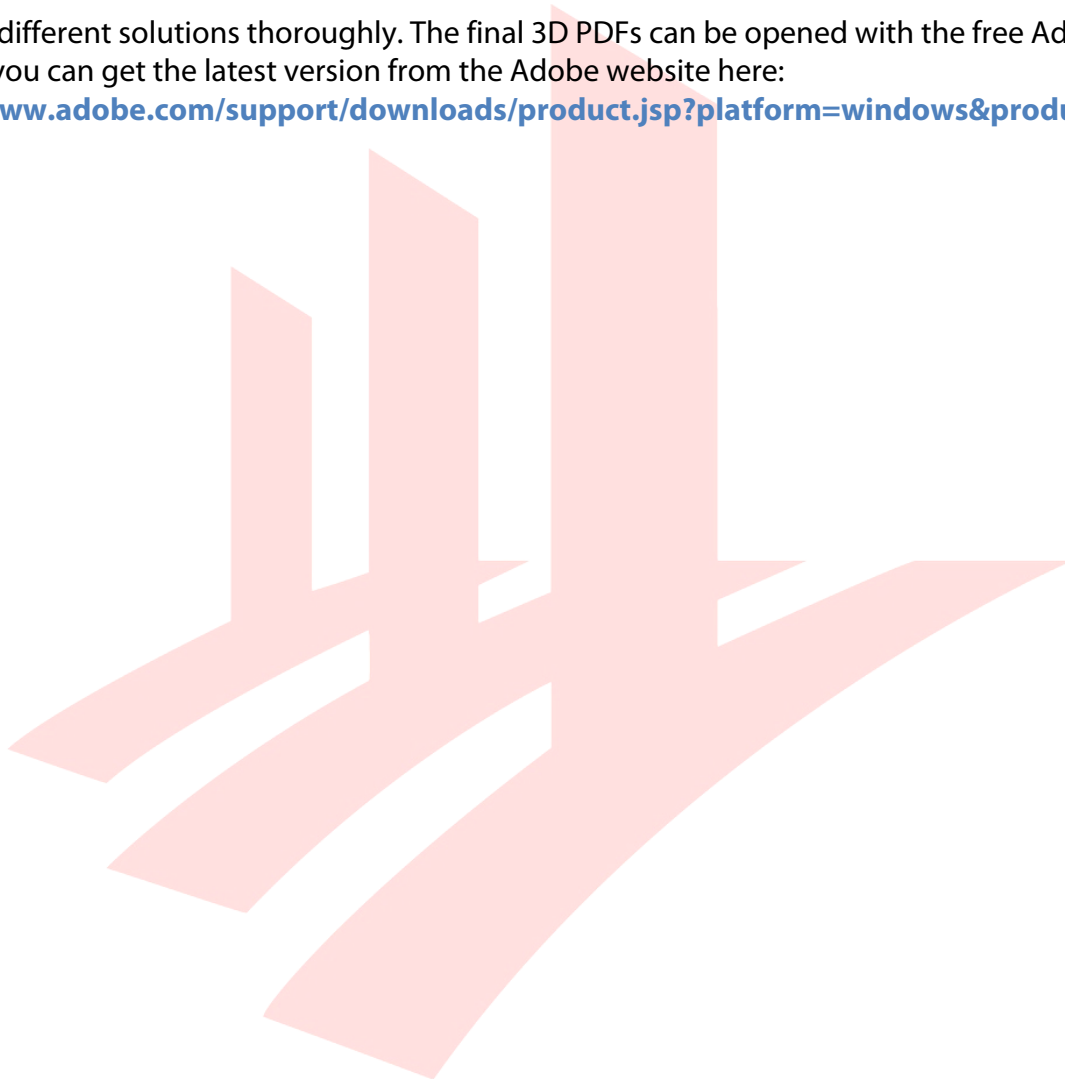 different solutions thoroughly. The final 3D PDFs can be opened with the free Ad
you can get the latest version from the Adobe website here:
ww.adobe.com/support/downloads/product.jsp?platform=windows&produ